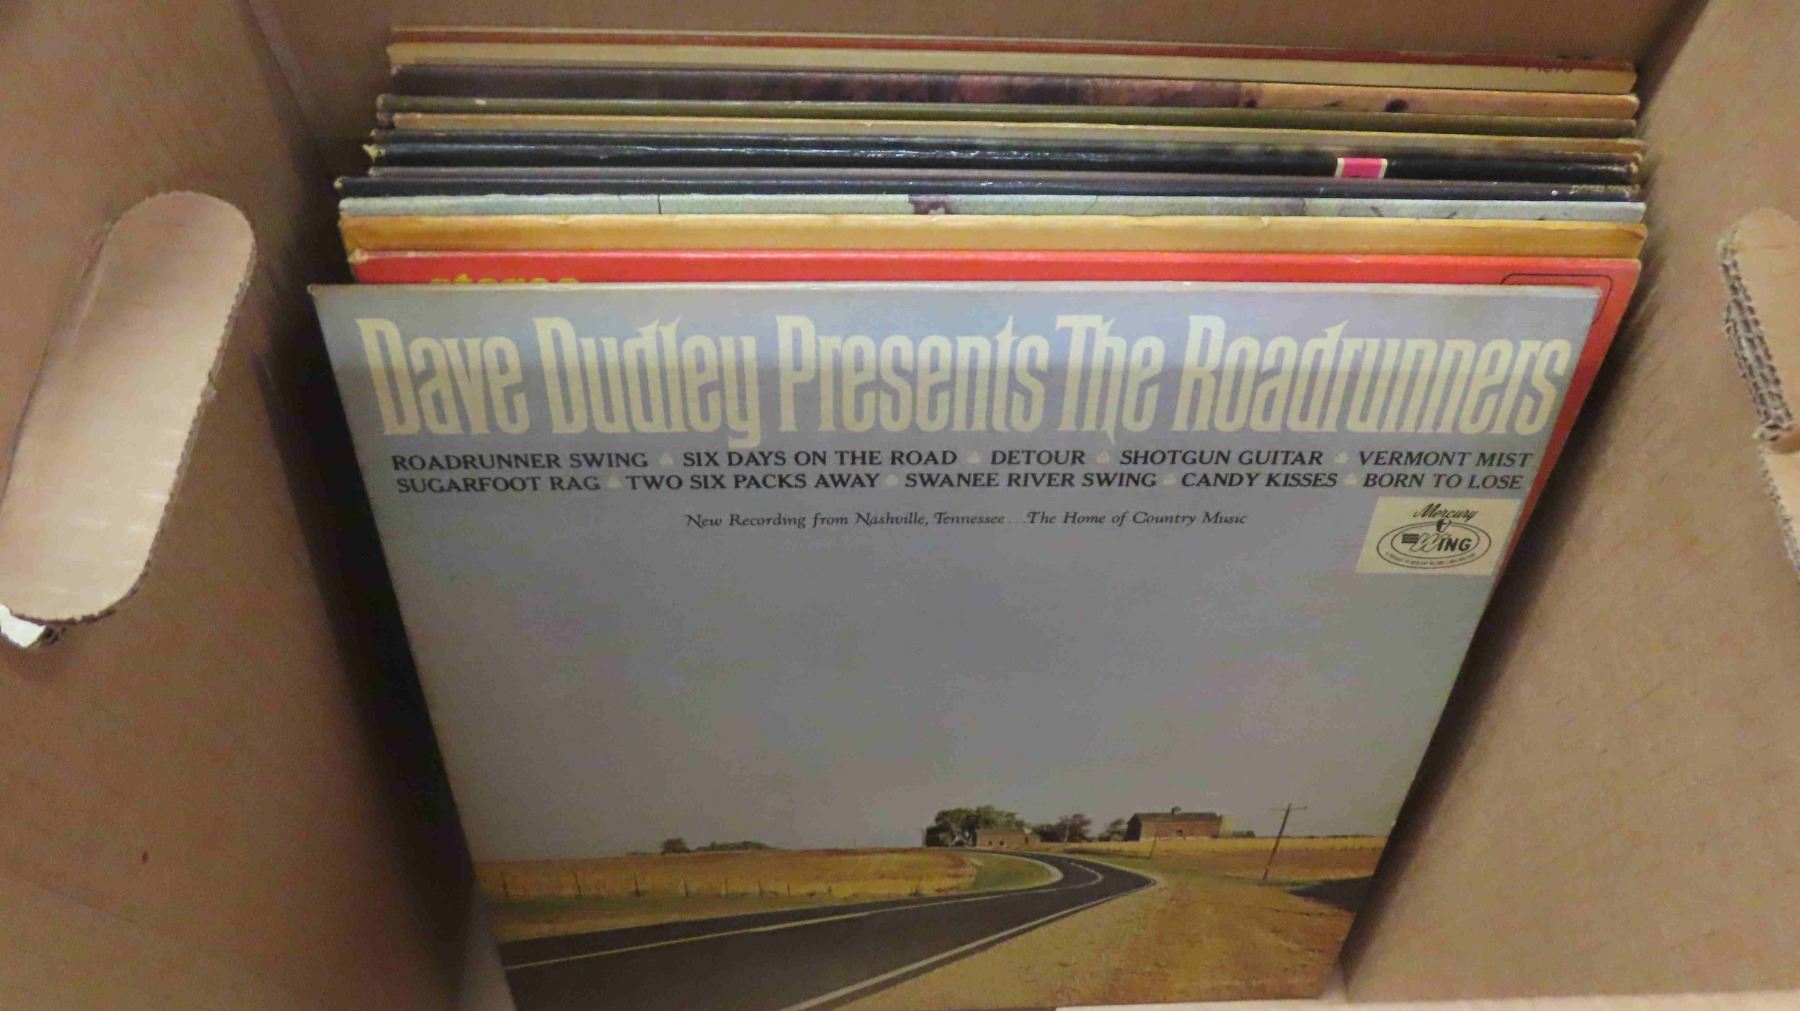 stereo
Dave Dudley Presents The Roadrunners
ROADRUNNER SWING SIX DAYS ON THE ROAD DETOUR SHOTGUN GUITAR VERMONT MIST
SUGARFOOT RAG TWO SIX PACKS AWAY SWANEE RIVER SWING CANDY KISSES BORN TO LOSE
New Recording from Nashville, Tennessee...The Home of Country Music
Mercury
WING